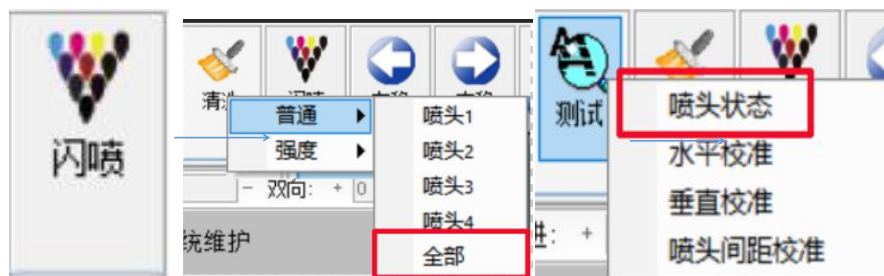 闪喷
清
普通
强度
喷头1
喷头2
喷头3
喷头4
全部
双向: + 0
统维护
测试
喷头状态
水平校准
垂直校准
喷头间距校准
进: +